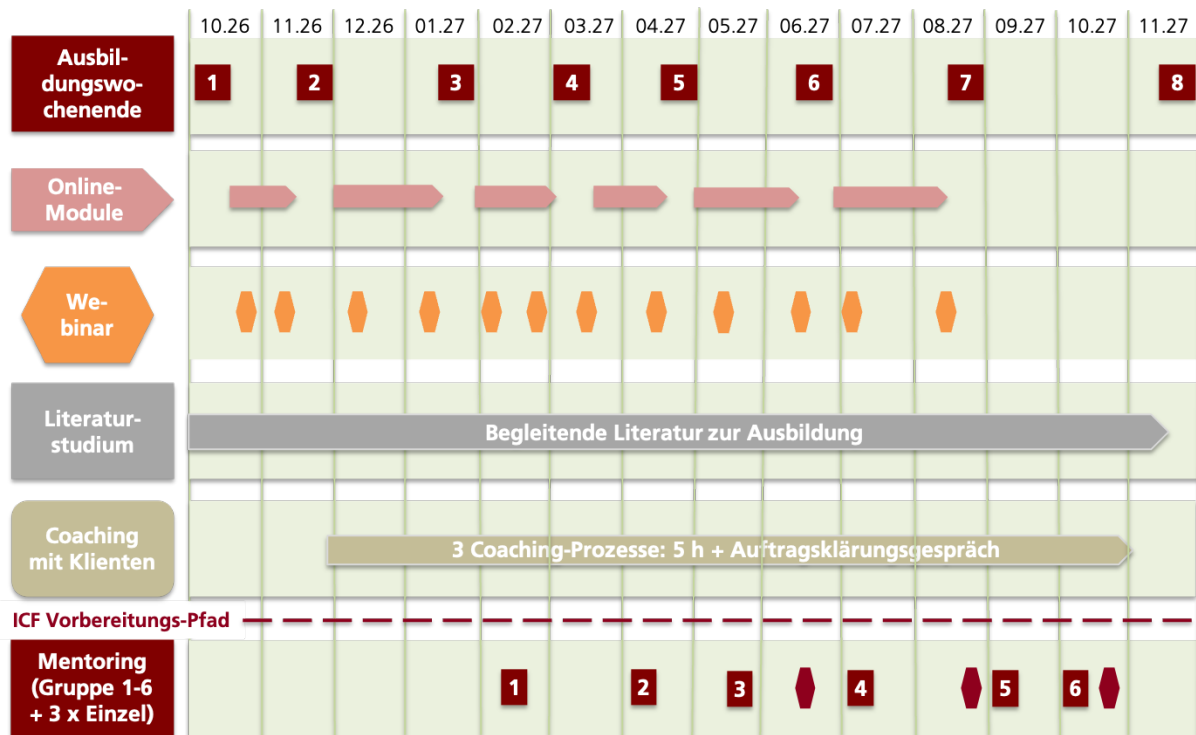 10.26 11.26 12.26 01.27 02.27 03.27 04.27 05.27 06.27 07.27 08.27 09.27 10.27 11.27
Ausbil-
dungswo-
chenende
1 2 3 4 5 6 7 8
Online-
Module
We-
binar
Literatur-
studium
Begleitende Literatur zur Ausbildung
Coaching
mit Klienten
3 Coaching-Prozesse: 5 h + Auftragsklärungsgespräch
ICF Vorbereitungs-Pfad
Mentoring
(Gruppe 1-6
+ 3 x Einzel)
1 2 3 4 5 6